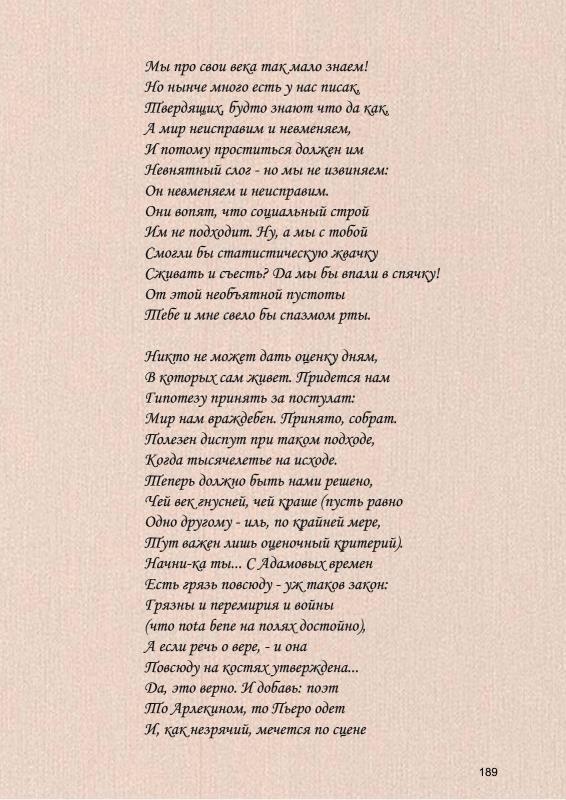 Мы про свои века так мало знаем!
Но нынче много есть у нас писак,
Твердящих, будто знают что да как,
А мир неисправим и невменяем,
И потому проститься должен им
Невнятный слог - но мы не извиняем:
Он невменяем и неисправим.
Они вопят, что социальный строй
Им не подходит. Ну, а мы с тобой
Смогли бы статистическую жвачку
Сживать и съесть? Да мы бы впали в спячку!
От этой необъятной пустоты
Тебе и мне свело бы спазмом рты.

Никто не может дать оценку дням,
В которых сам живет. Придется нам
Гипотезу принять за постулат:
Мир нам враждебен. Принято, собрат.
Полезен диспут при таком подходе,
Когда тысячелетье на исходе.
Теперь должно быть нами решено,
Чей век гнусней, чей краше (пусть равно
Одно другому - иль, по крайней мере,
Тут важен лишь оценочный критерий).
Начни-ка ты... С Адамовых времен
Есть грязь повсюду - уж таков закон:
Грязны и перемирия и войны
(что nota bene на полях достойно),
А если речь о вере, - и она
Повсюду на костях утверждена...
Да, это верно. И добавь: поэт
То Арлекином, то Пьеро одет
И, как незрячий, мечется по сцене
189